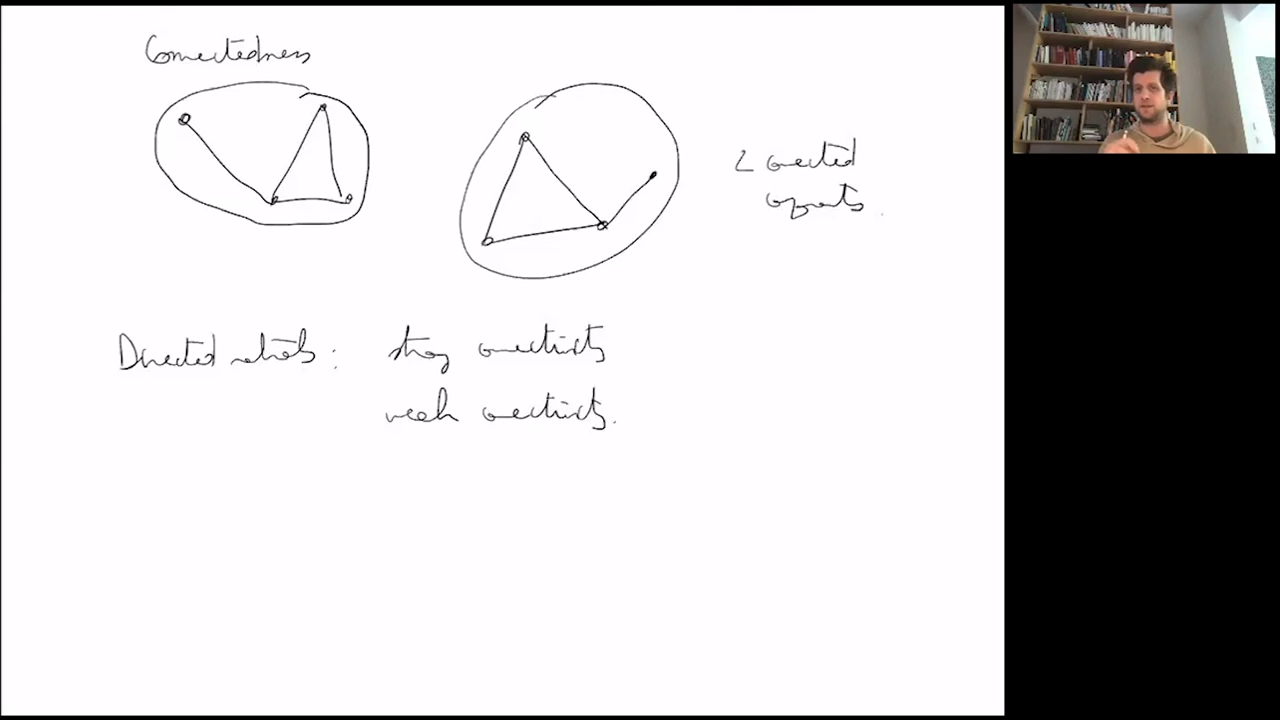 Connectedness
2 connected
components.
Directed networks: strong connectivity
weak connectivity.